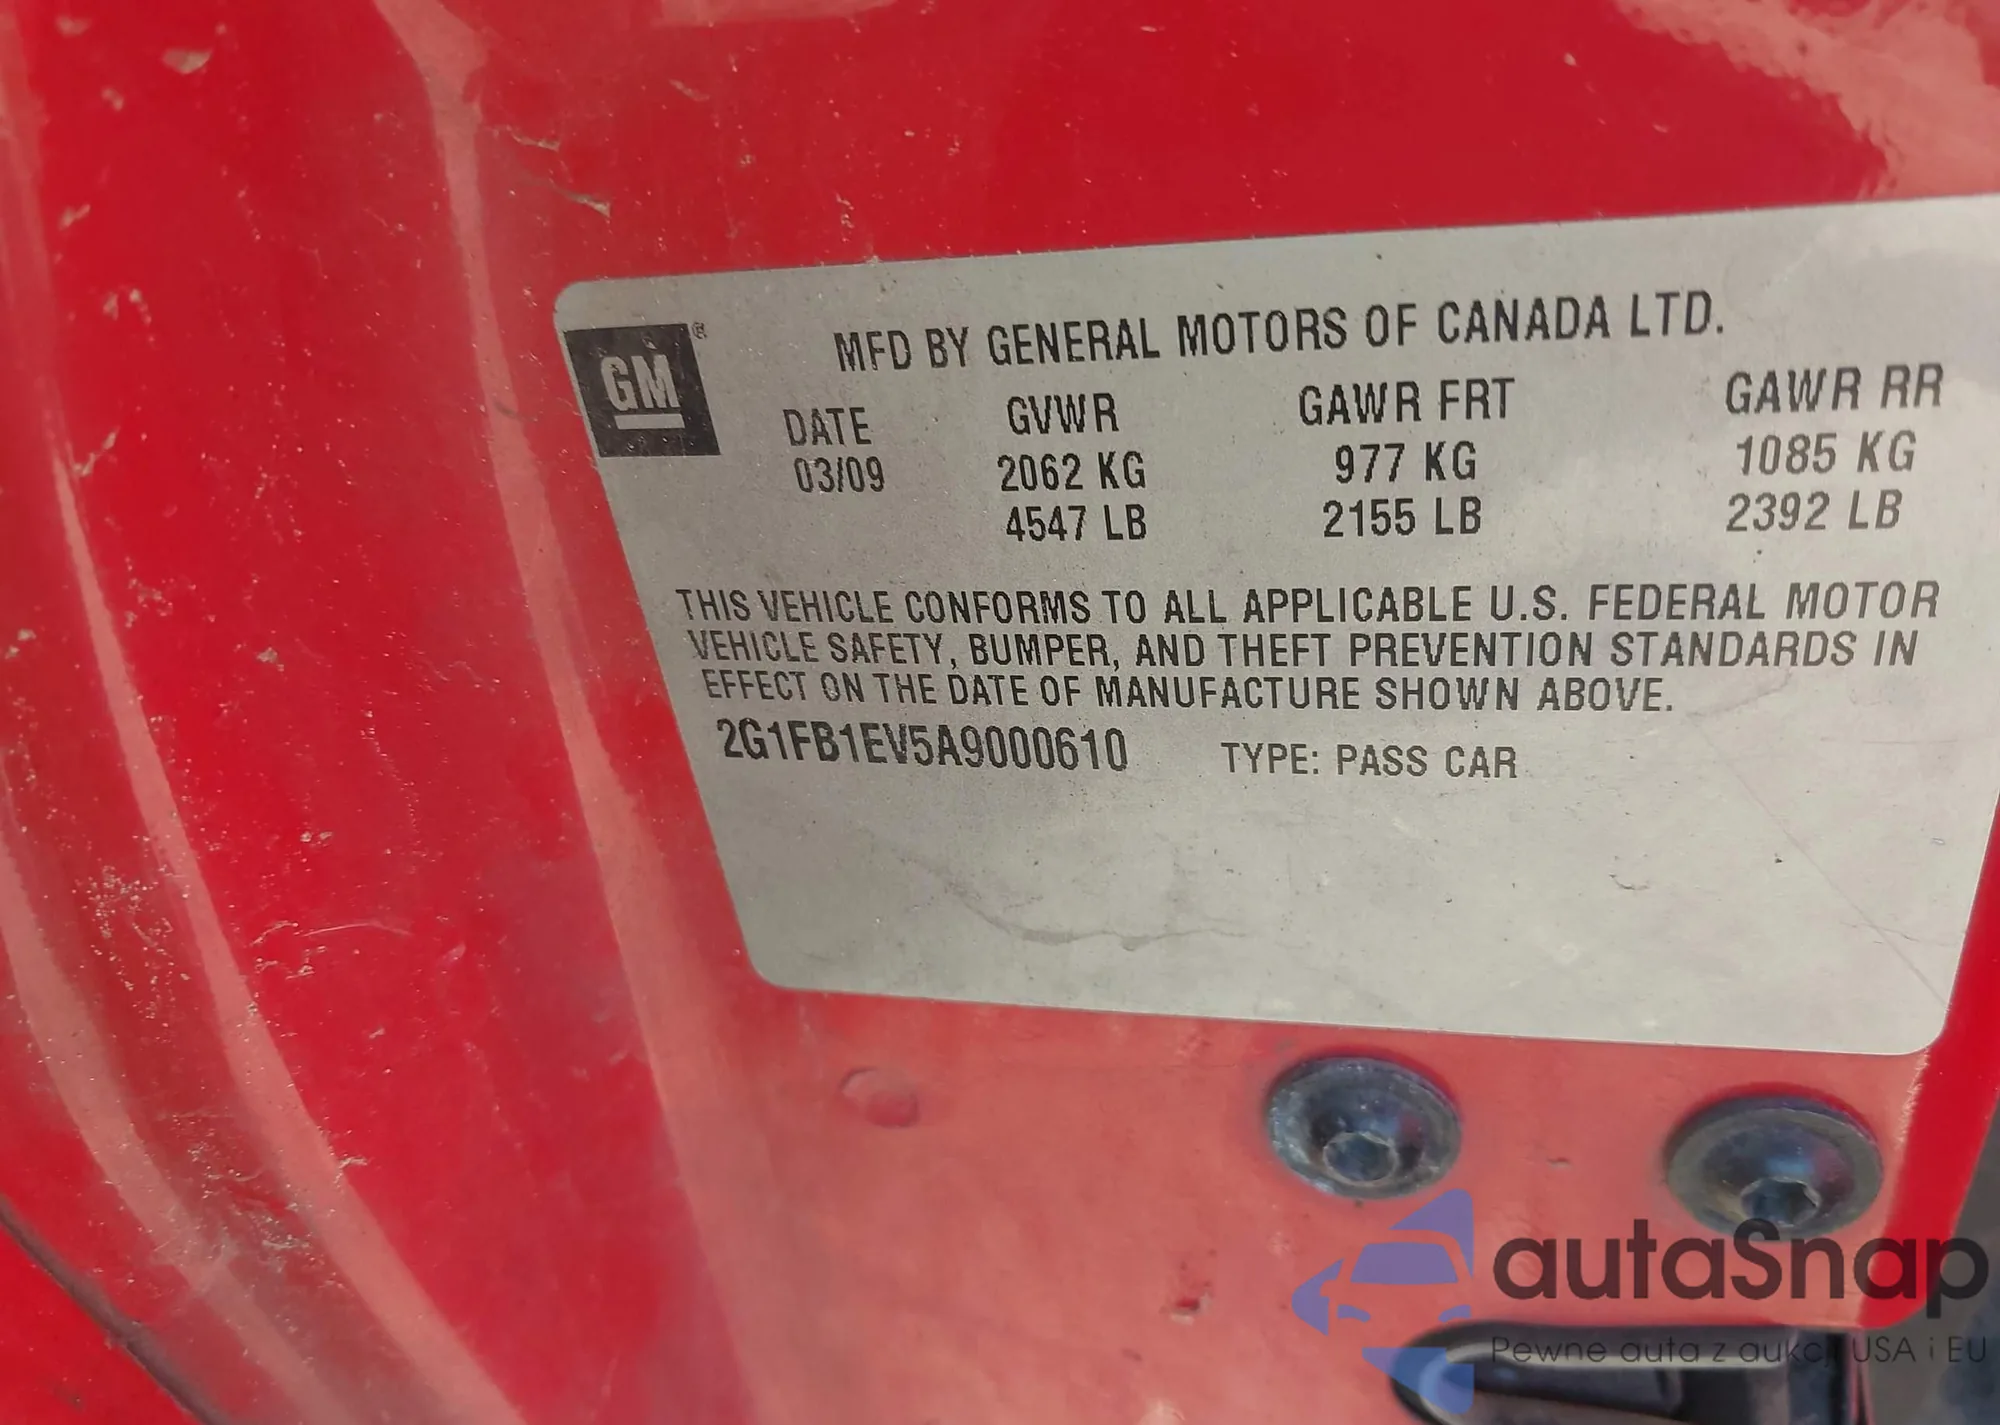 GM®
MFD BY GENERAL MOTORS OF CANADA LTD.
DATE GVWR GAWR FRT GAWR RR
03/09 2062 KG 977 KG 1085 KG
4547 LB 2155 LB 2392 LB
THIS VEHICLE CONFORMS TO ALL APPLICABLE U.S. FEDERAL MOTOR
VEHICLE SAFETY, BUMPER, AND THEFT PREVENTION STANDARDS IN
EFFECT ON THE DATE OF MANUFACTURE SHOWN ABOVE.
2G1FB1EV5A9000610 TYPE: PASS CAR
autaSnap
Pewne auta z aukcji USA i EU